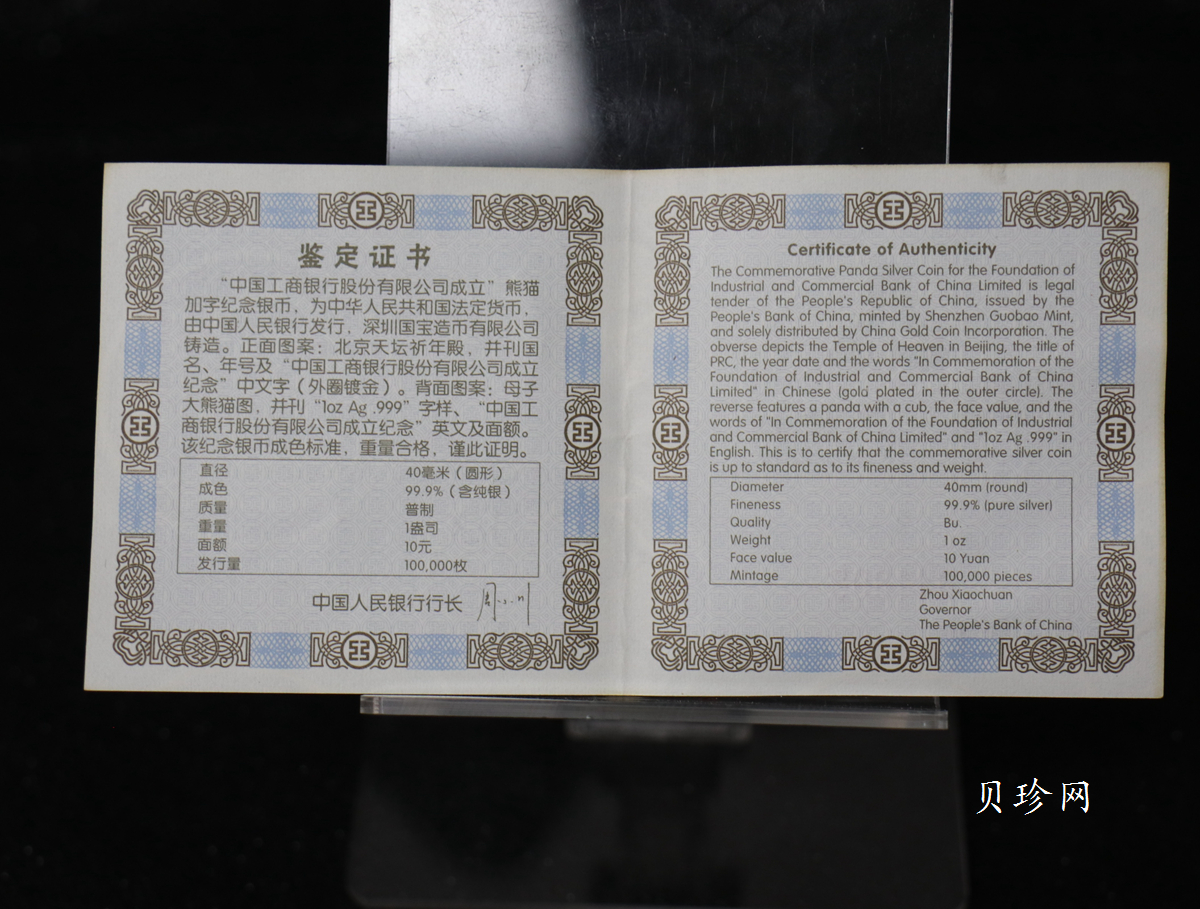 鉴定证书
“中国工商银行股份有限公司成立”熊猫
加字纪念银币，为中华人民共和国法定货币，
由中国人民银行发行，深圳国宝造币有限公司
铸造。正面图案：北京天坛祈年殿，并刊国
名、年号及“中国工商银行股份有限公司成立
纪念”中文字（外圈镀金）。背面图案：母子
大熊猫图，并刊“1oz Ag .999”字样、“中国工
商银行股份有限公司成立纪念”英文及面额。
该纪念银币成色标准，重量合格，谨此证明。
直径 40毫米（圆形）
成色 99.9%（含纯银）
质量 普制
重量 1盎司
面额 10元
发行量 100,000枚
中国人民银行行长
Certificate of Authenticity
The Commemorative Panda Silver Coin for the Foundation of
Industrial and Commercial Bank of China Limited is legal
tender of the People's Republic of China, issued by the
People's Bank of China, minted by Shenzhen Guobao Mint,
and solely distributed by China Gold Coin Incorporation. The
obverse depicts the Temple of Heaven in Beijing, the title of
PRC, the year date and the words "In Commemoration of the
Foundation of Industrial and Commercial Bank of China
Limited" in Chinese (gold plated in the outer circle). The
reverse features a panda with a cub, the face value, and the
words of "In Commemoration of the Foundation of Industrial
and Commercial Bank of China Limited" and "1oz Ag .999" in
English. This is to certify that the commemorative silver coin
is up to standard as to its fineness and weight.
Diameter 40mm (round)
Fineness 99.9% (pure silver)
Quality Bu.
Weight 1 oz
Face value 10 Yuan
Mintage 100,000 pieces
Zhou Xiaochuan
Governor
The People's Bank of China
贝珍网